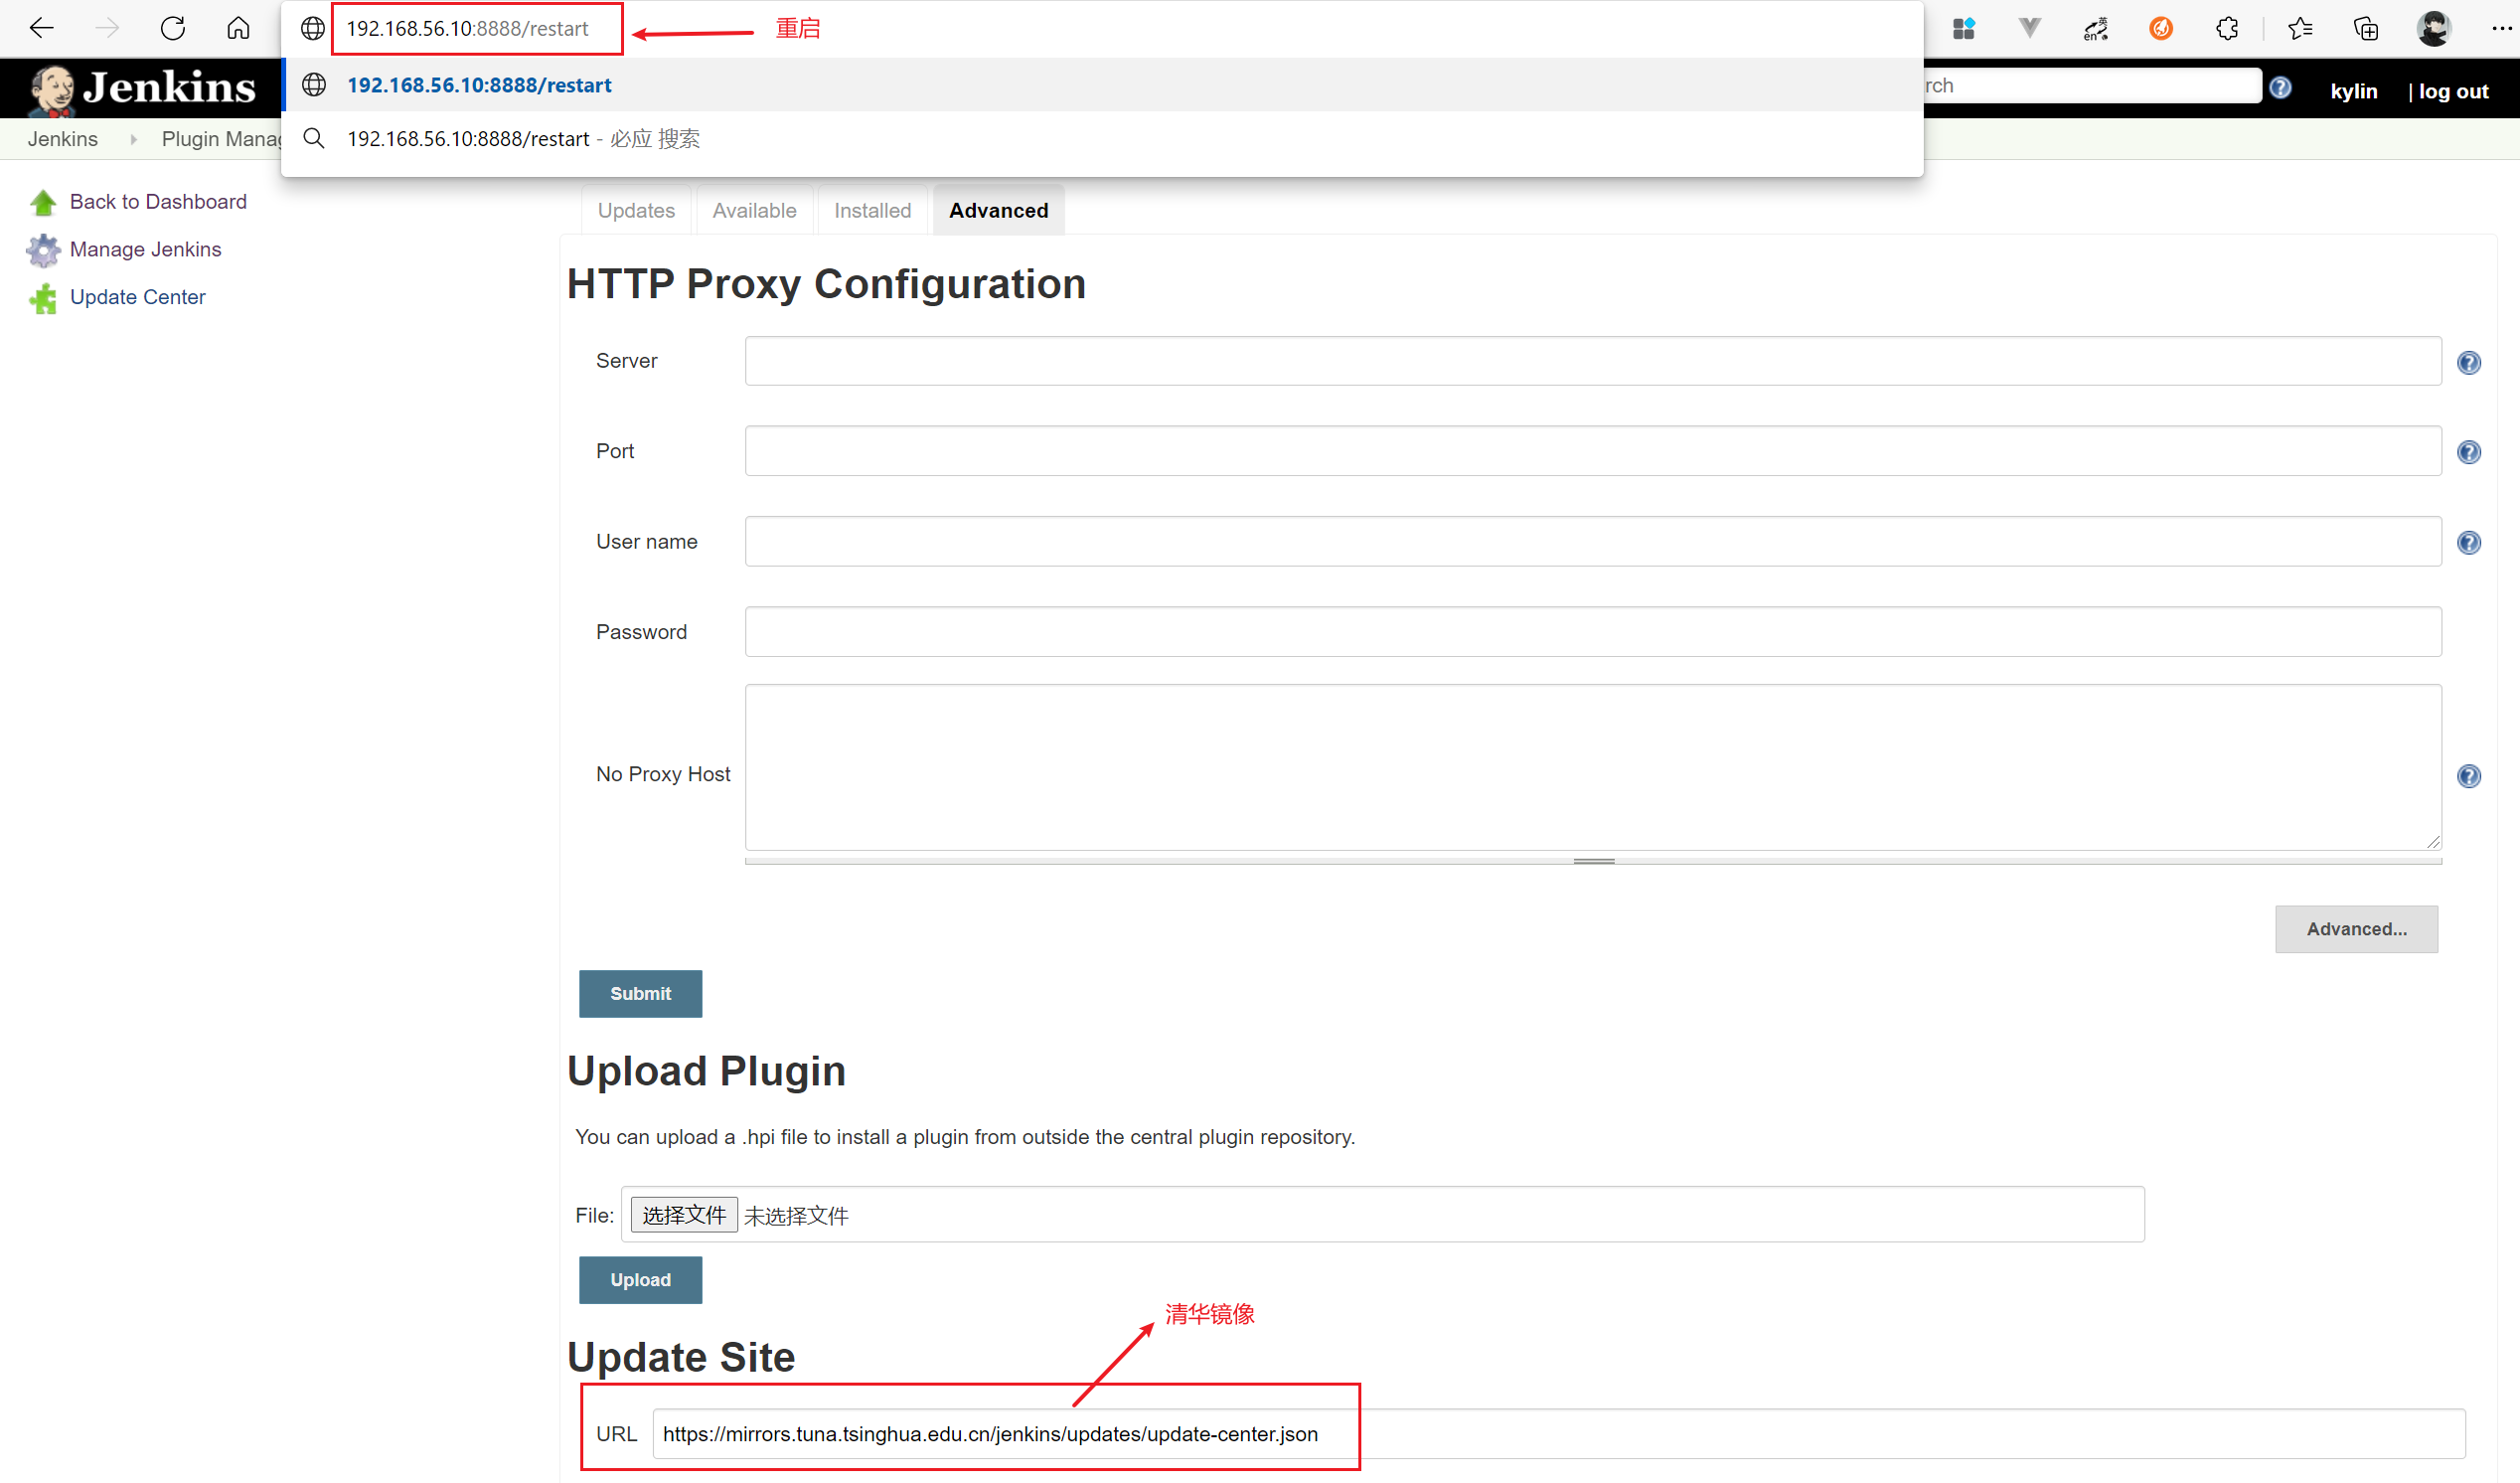 192.168.56.10:8888/restart
重启
192.168.56.10:8888/restart
192.168.56.10:8888/restart - 必应 搜索
Jenkins
rch
kylin
| log out
Jenkins
Plugin Mana
Back to Dashboard
Manage Jenkins
Update Center
Updates
Available
Installed
Advanced
HTTP Proxy Configuration
Server
Port
User name
Password
No Proxy Host
Advanced...
Submit
Upload Plugin
You can upload a .hpi file to install a plugin from outside the central plugin repository.
File: 选择文件 未选择文件
Upload
清华镜像
Update Site
URL https://mirrors.tuna.tsinghua.edu.cn/jenkins/updates/update-center.json